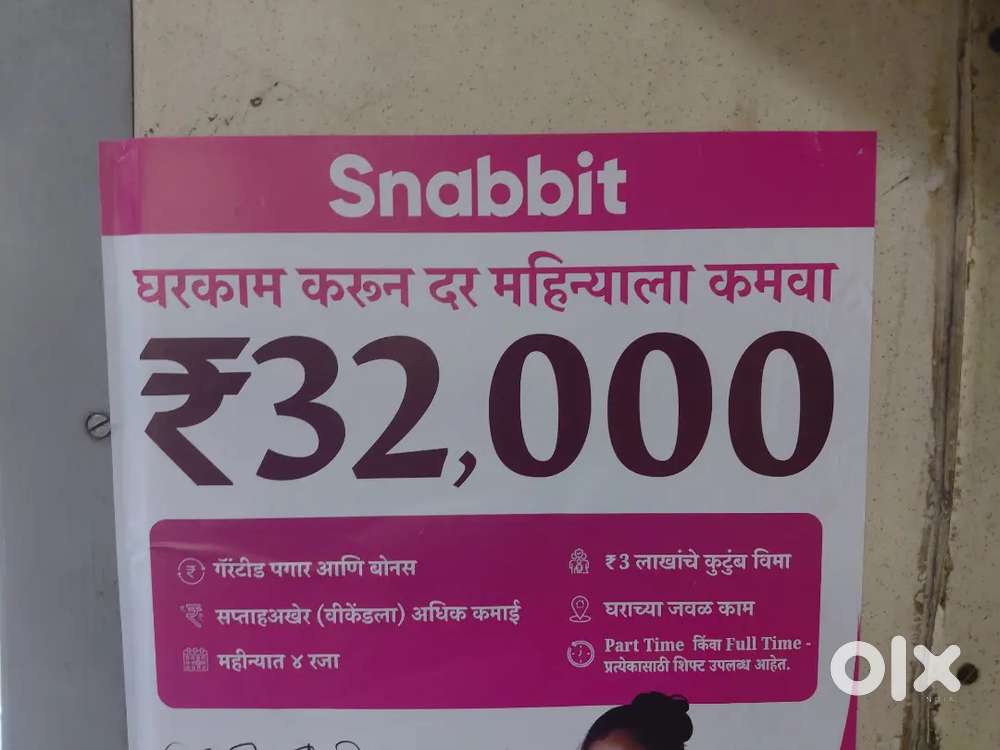 Snabbit
घरकाम करून दर महिन्याला कमवा
₹32,000
गॅरंटीड पगार आणि बोनस
सप्ताहअखेर (वीकेंडला) अधिक कमाई
महीन्यात ४ रजा
₹3 लाखांचे कुटुंब विमा
घराच्या जवळ काम
Part Time किंवा Full Time -
प्रत्येकासाठी शिफ्ट उपलब्ध आहेत.
olx
INDIA